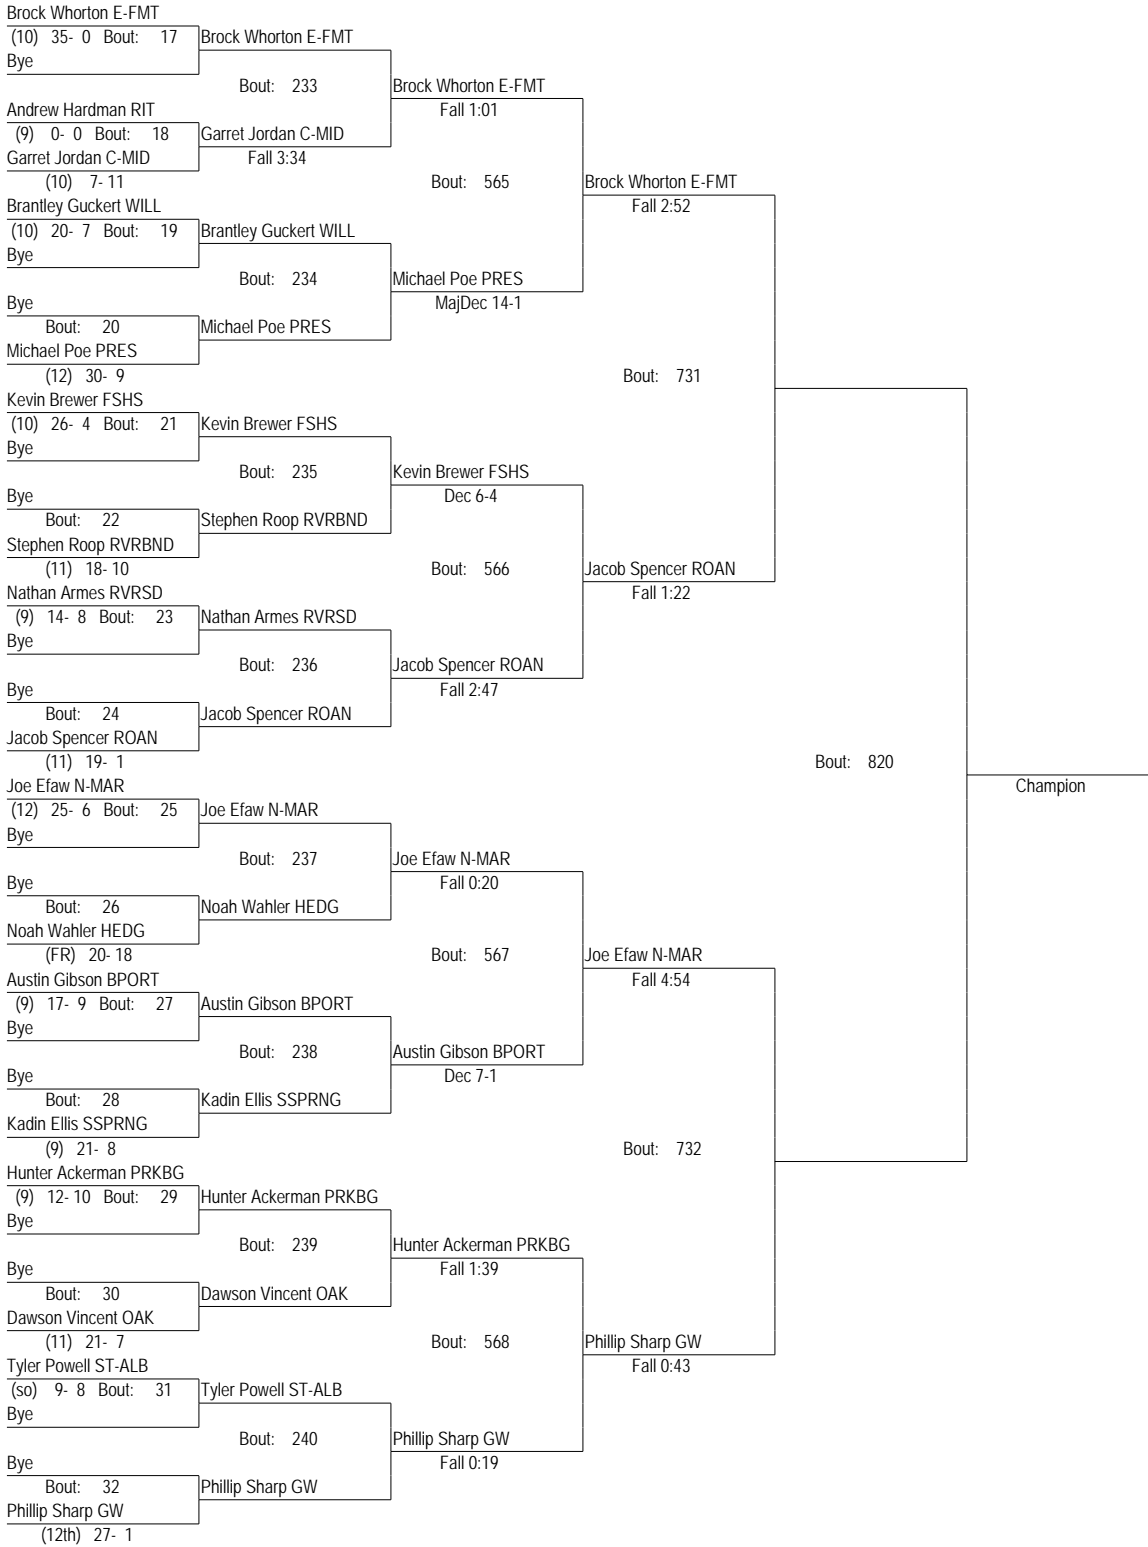 Brock Whorton E-FMT
(10) 35- 0 Bout: 17 Brock Whorton E-FMT
Bye
Bout: 233 Brock Whorton E-FMT
Andrew Hardman RIT Fall 1:01
(9) 0- 0 Bout: 18 Garret Jordan C-MID
Garret Jordan C-MID Fall 3:34
(10) 7- 11 Bout: 565 Brock Whorton E-FMT
Brantley Guckert WILL Fall 2:52
(10) 20- 7 Bout: 19 Brantley Guckert WILL
Bye
Bout: 234 Michael Poe PRES
Bye MajDec 14-1
Bout: 20 Michael Poe PRES
Michael Poe PRES
(12) 30- 9 Bout: 731
Kevin Brewer FSHS
(10) 26- 4 Bout: 21 Kevin Brewer FSHS
Bye
Bout: 235 Kevin Brewer FSHS
Bye Dec 6-4
Bout: 22 Stephen Roop RVRBND
Stephen Roop RVRBND
(11) 18- 10 Bout: 566 Jacob Spencer ROAN
Nathan Armes RVRSD Fall 1:22
(9) 14- 8 Bout: 23 Nathan Armes RVRSD
Bye
Bout: 236 Jacob Spencer ROAN
Bye Fall 2:47
Bout: 24 Jacob Spencer ROAN
Jacob Spencer ROAN
(11) 19- 1 Bout: 820
Joe Efaw N-MAR Champion
(12) 25- 6 Bout: 25 Joe Efaw N-MAR
Bye
Bout: 237 Joe Efaw N-MAR
Bye Fall 0:20
Bout: 26 Noah Wahler HEDG
Noah Wahler HEDG
(FR) 20- 18 Bout: 567 Joe Efaw N-MAR
Austin Gibson BPORT Fall 4:54
(9) 17- 9 Bout: 27 Austin Gibson BPORT
Bye
Bout: 238 Austin Gibson BPORT
Bye Dec 7-1
Bout: 28 Kadin Ellis SSPRNG
Kadin Ellis SSPRNG
(9) 21- 8 Bout: 732
Hunter Ackerman PRKBG
(9) 12- 10 Bout: 29 Hunter Ackerman PRKBG
Bye
Bout: 239 Hunter Ackerman PRKBG
Bye Fall 1:39
Bout: 30 Dawson Vincent OAK
Dawson Vincent OAK
(11) 21- 7 Bout: 568 Phillip Sharp GW
Tyler Powell ST-ALB Fall 0:43
(so) 9- 8 Bout: 31 Tyler Powell ST-ALB
Bye
Bout: 240 Phillip Sharp GW
Bye Fall 0:19
Bout: 32 Phillip Sharp GW
Phillip Sharp GW
(12th) 27- 1